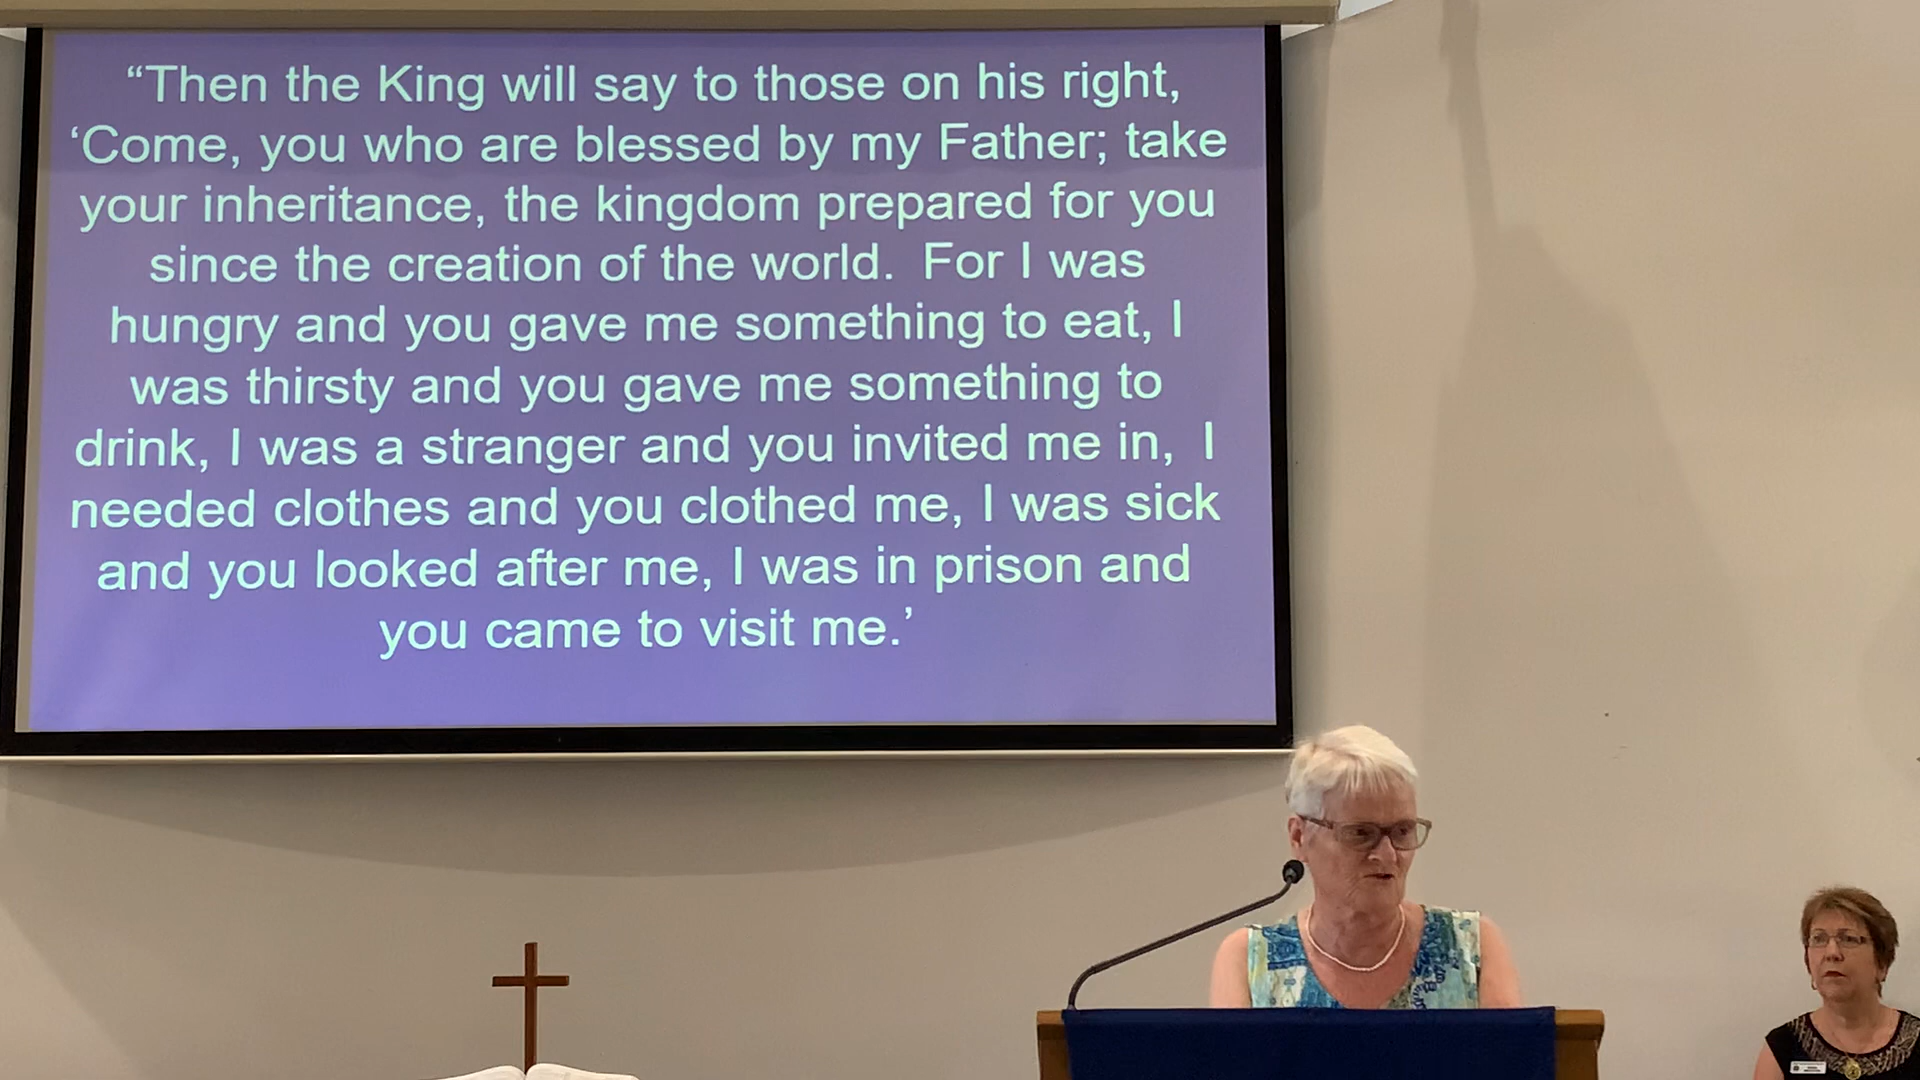 “Then the King will say to those on his right,
‘Come, you who are blessed by my Father; take
your inheritance, the kingdom prepared for you
since the creation of the world.  For I was
hungry and you gave me something to eat, I
was thirsty and you gave me something to
drink, I was a stranger and you invited me in,  I
needed clothes and you clothed me, I was sick
and you looked after me, I was in prison and
you came to visit me.’